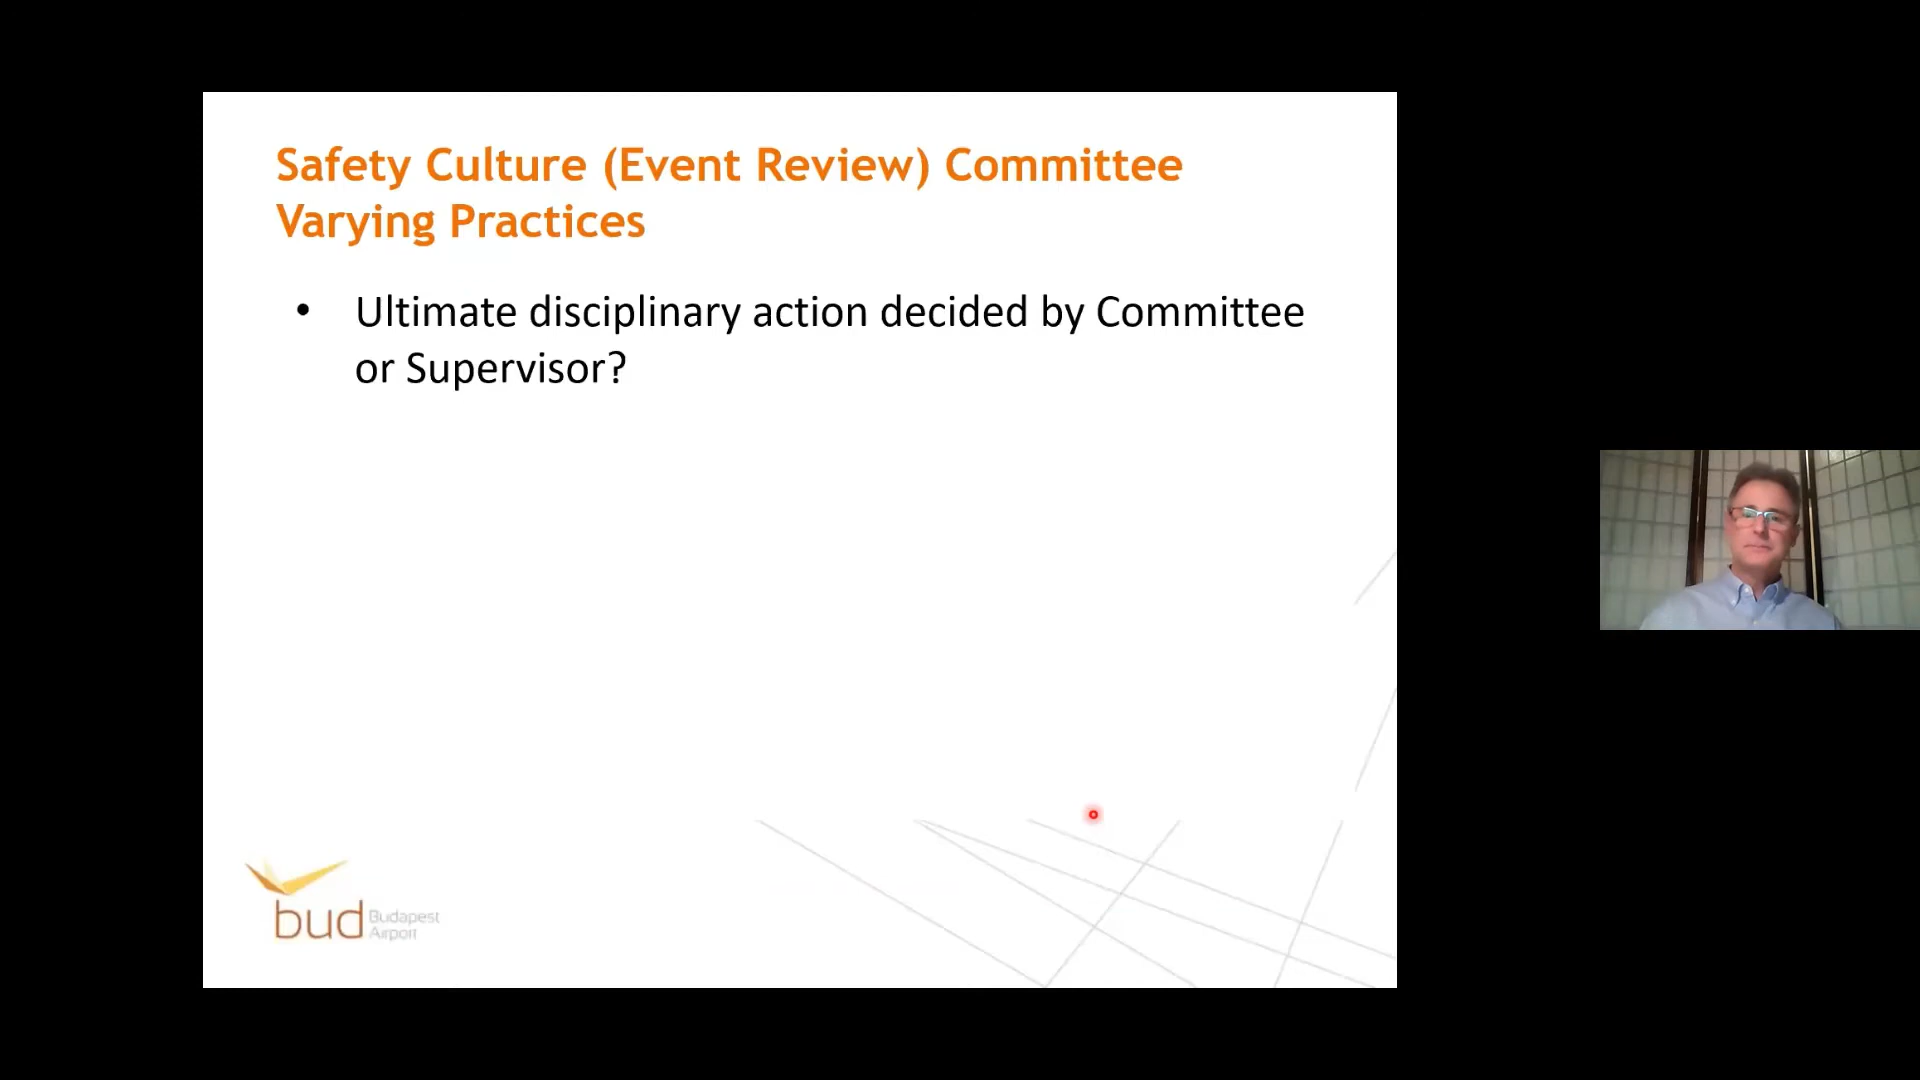 Safety Culture (Event Review) Committee
Varying Practices
• Ultimate disciplinary action decided by Committee
or Supervisor?
bud Budapest
Airport